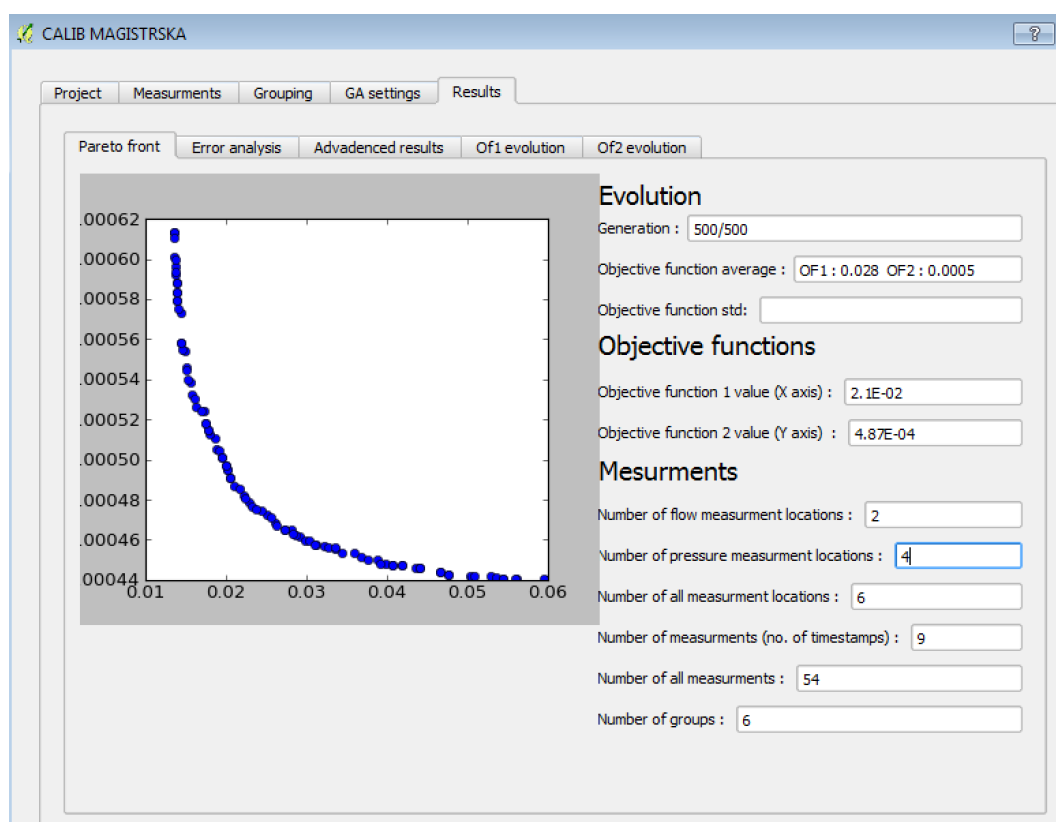 CALIB MAGISTRSKA
?
Project Measurments Grouping GA settings Results
Pareto front Error analysis Advadenced results Of1 evolution Of2 evolution
.00062
.00060
.00058
.00056
.00054
.00052
.00050
.00048
.00046
00044
0.01 0.02 0.03 0.04 0.05 0.06
Evolution
Generation : 500/500
Objective function average : OF1 : 0.028 OF2 : 0.0005
Objective function std:
Objective functions
Objective function 1 value (X axis) : 2.1E-02
Objective function 2 value (Y axis) : 4.87E-04
Mesurments
Number of flow measurment locations : 2
Number of pressure measurment locations : 4
Number of all measurment locations : 6
Number of measurments (no. of timestamps) : 9
Number of all measurments : 54
Number of groups : 6